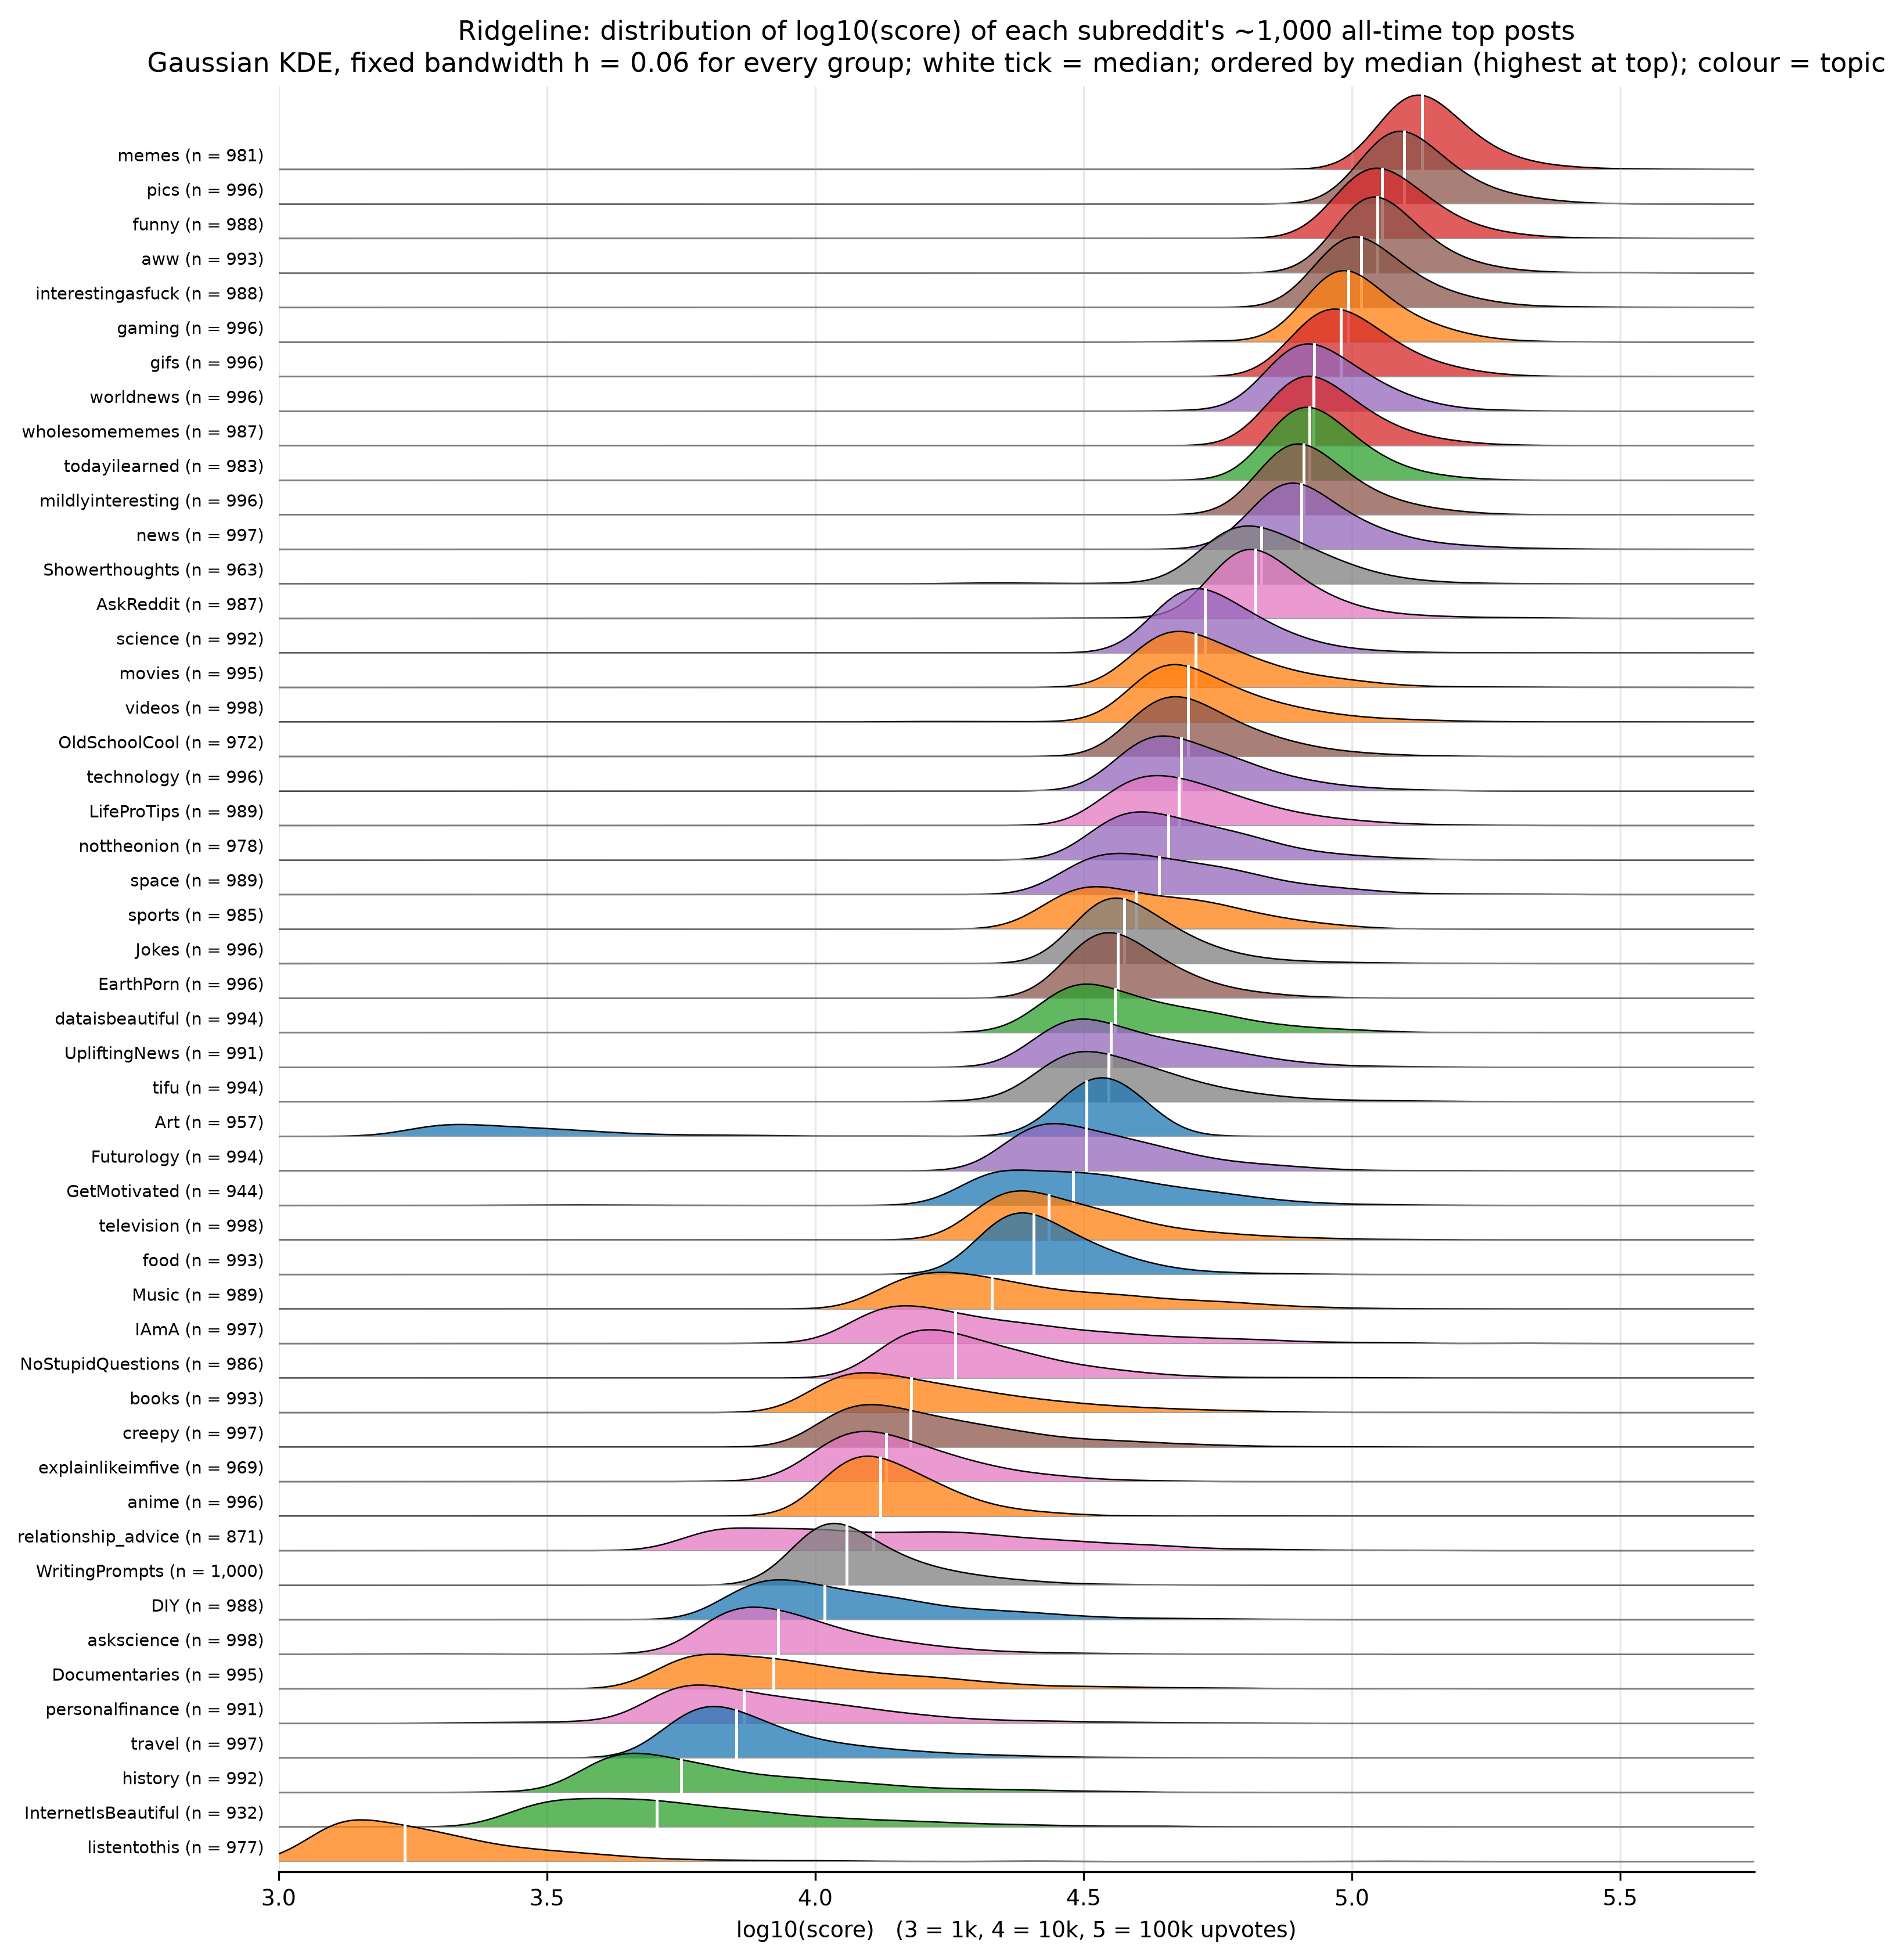 Ridgeline: distribution of log10(score) of each subreddit's ~1,000 all-time top posts
Gaussian KDE, fixed bandwidth h = 0.06 for every group; white tick = median; ordered by median (highest at top); colour = topic
memes (n = 981)
pics (n = 996)
funny (n = 988)
aww (n = 993)
interestingasfuck (n = 988)
gaming (n = 996)
gifs (n = 996)
worldnews (n = 996)
wholesomememes (n = 987)
todayilearned (n = 983)
mildlyinteresting (n = 996)
news (n = 997)
Showerthoughts (n = 963)
AskReddit (n = 987)
science (n = 992)
movies (n = 995)
videos (n = 998)
OldSchoolCool (n = 972)
technology (n = 996)
LifeProTips (n = 989)
nottheonion (n = 978)
space (n = 989)
sports (n = 985)
Jokes (n = 996)
EarthPorn (n = 996)
dataisbeautiful (n = 994)
UpliftingNews (n = 991)
tifu (n = 994)
Art (n = 957)
Futurology (n = 994)
GetMotivated (n = 944)
television (n = 998)
food (n = 993)
Music (n = 989)
IAmA (n = 997)
NoStupidQuestions (n = 986)
books (n = 993)
creepy (n = 997)
explainlikeimfive (n = 969)
anime (n = 996)
relationship_advice (n = 871)
WritingPrompts (n = 1,000)
DIY (n = 988)
askscience (n = 998)
Documentaries (n = 995)
personalfinance (n = 991)
travel (n = 997)
history (n = 992)
InternetIsBeautiful (n = 932)
listentothis (n = 977)
3.0 3.5 4.0 4.5 5.0 5.5
log10(score) (3 = 1k, 4 = 10k, 5 = 100k upvotes)